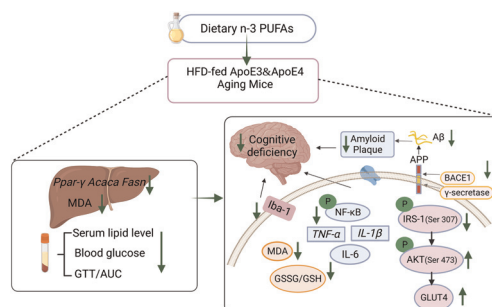 Dietary n-3 PUFAs
HFD-fed ApoE3&ApoE4
Aging Mice
Ppar-γ Acaca Fasn
MDA
Serum lipid level
Blood glucose
GTT/AUC
Cognitive
deficiency
Amyloid
Plaque
Aβ
APP
BACE1
γ-secretase
Iba-1
P
NF-κB
TNF-α
IL-1β
IL-6
MDA
GSSG/GSH
P
IRS-1(Ser 307)
P
AKT(Ser 473)
GLUT4